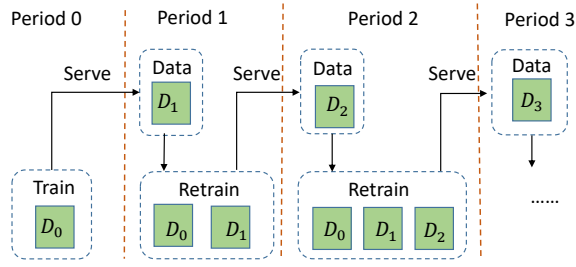 Period 0
Period 1
Period 2
Period 3
Serve
Data
D₁
Serve
Data
D₂
Serve
Data
D₃
Train
D₀
Retrain
D₀ D₁
Retrain
D₀ D₁ D₂
......